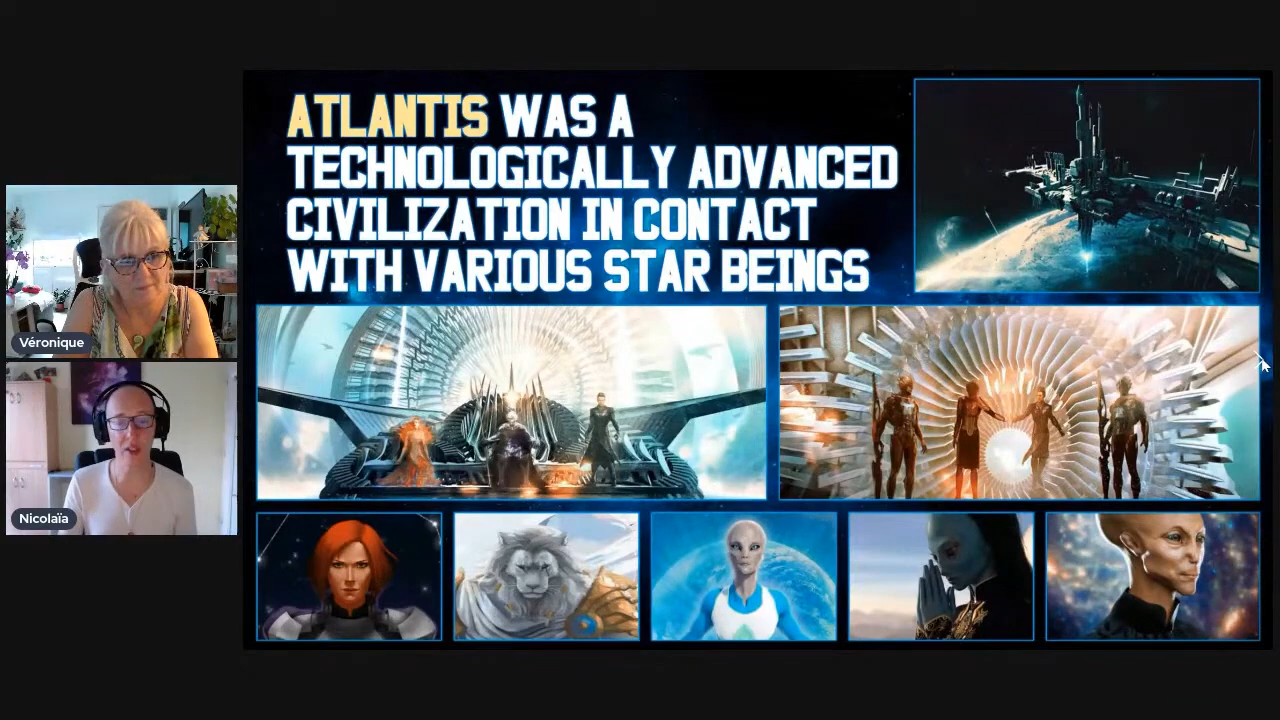 ATLANTIS WAS A
TECHNOLOGICALLY ADVANCED
CIVILIZATION IN CONTACT
WITH VARIOUS STAR BEINGS
Véronique
Nicolaïa